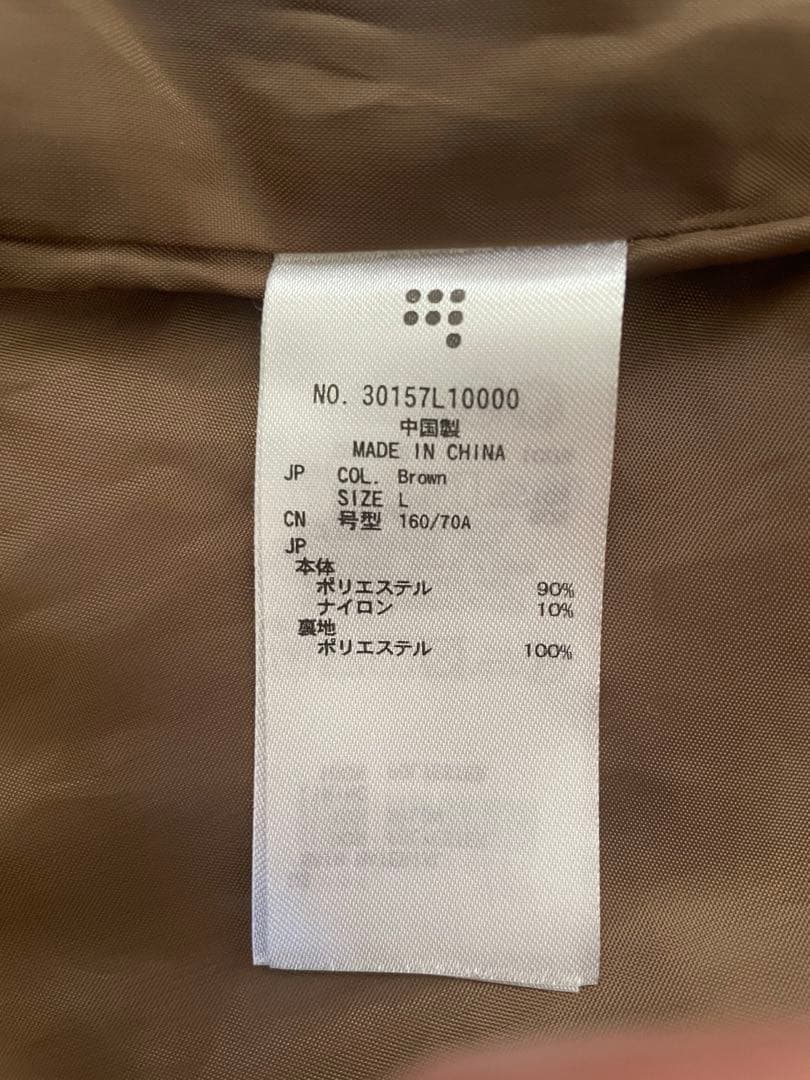 NO. 30157L10000
中国製
MADE IN CHINA
JP COL. Brown
SIZE L
CN 号型 160/70A
JP
本体
ポリエステル 90%
ナイロン 10%
裏地
ポリエステル 100%